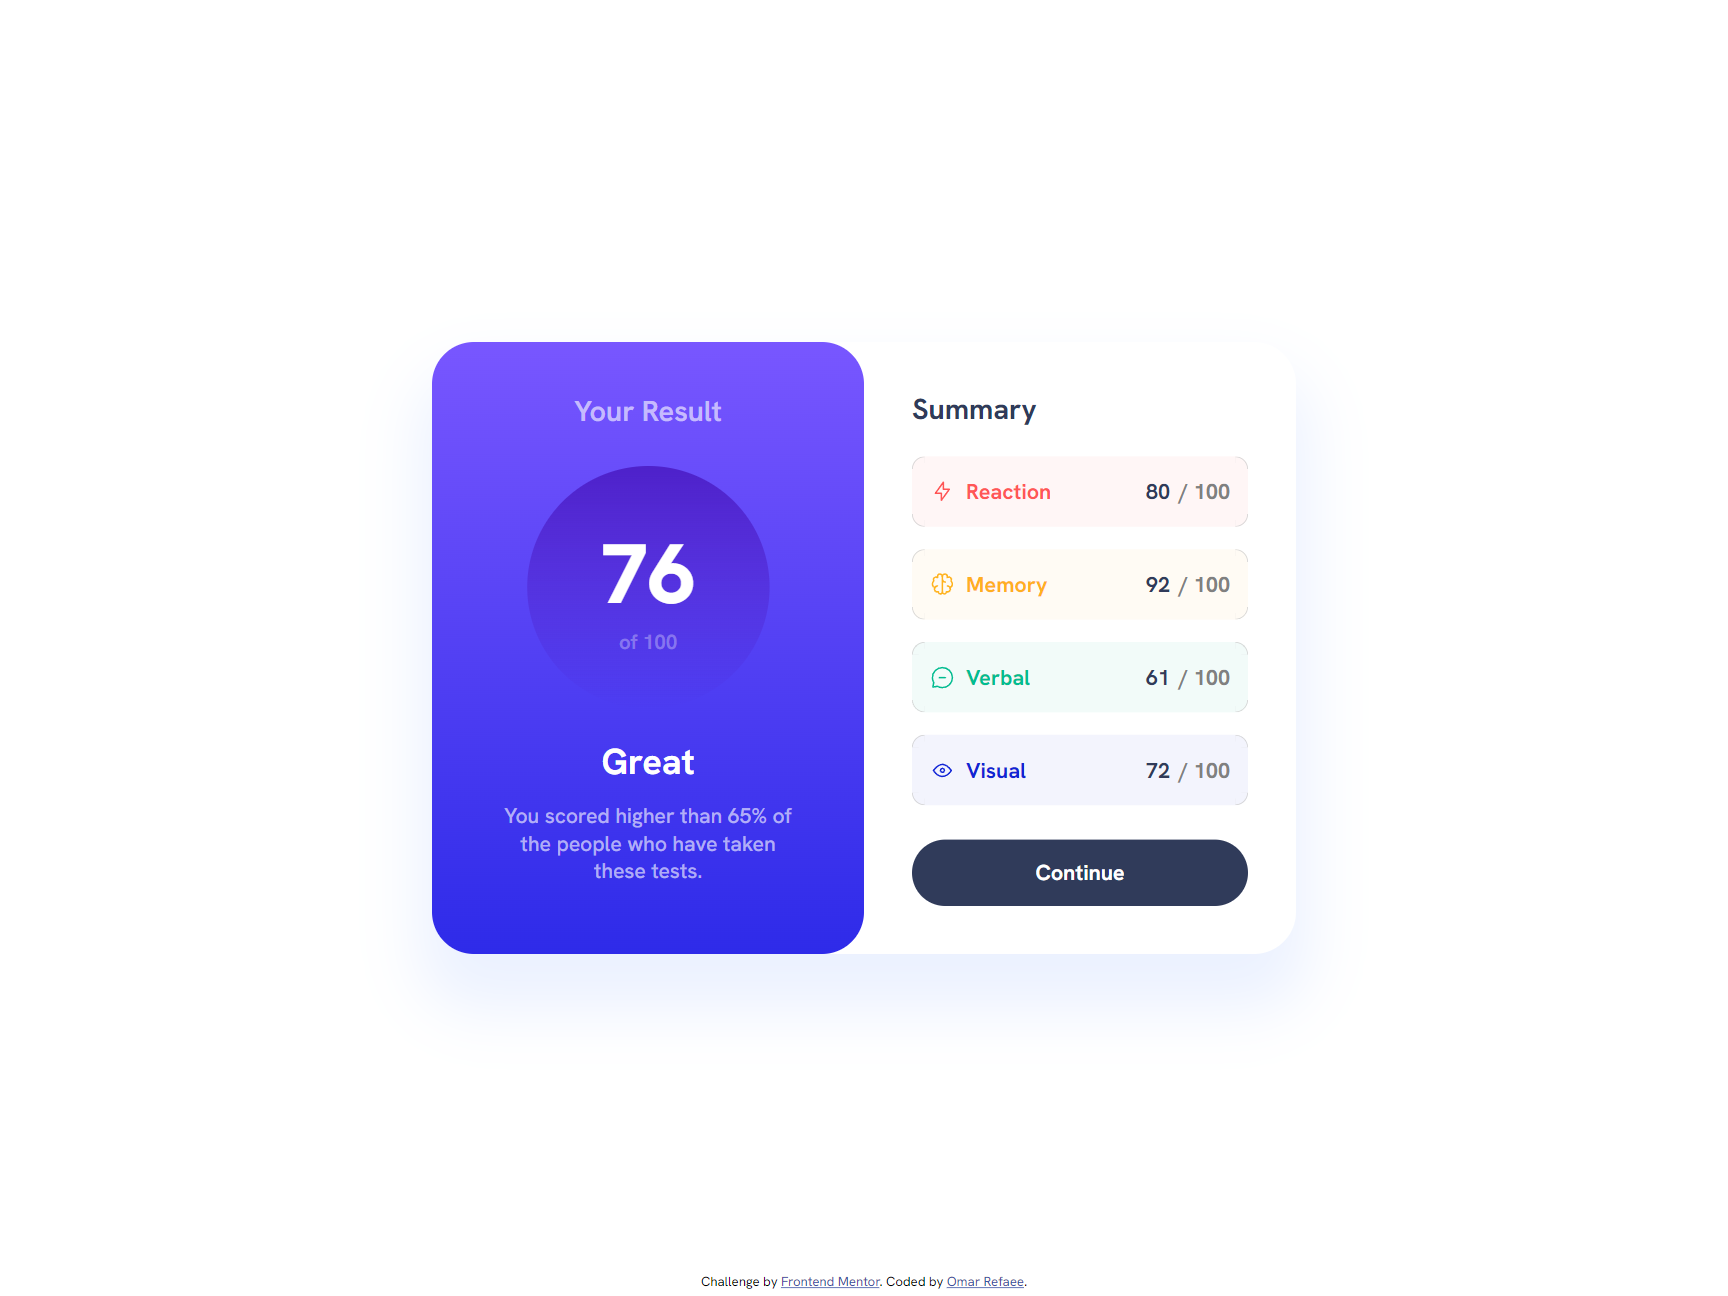 Your Result
76
of 100
Great
You scored higher than 65% of
the people who have taken
these tests.
Summary
Reaction 80 / 100
Memory 92 / 100
Verbal 61 / 100
Visual 72 / 100
Continue
Challenge by Frontend Mentor. Coded by Omar Refaee.